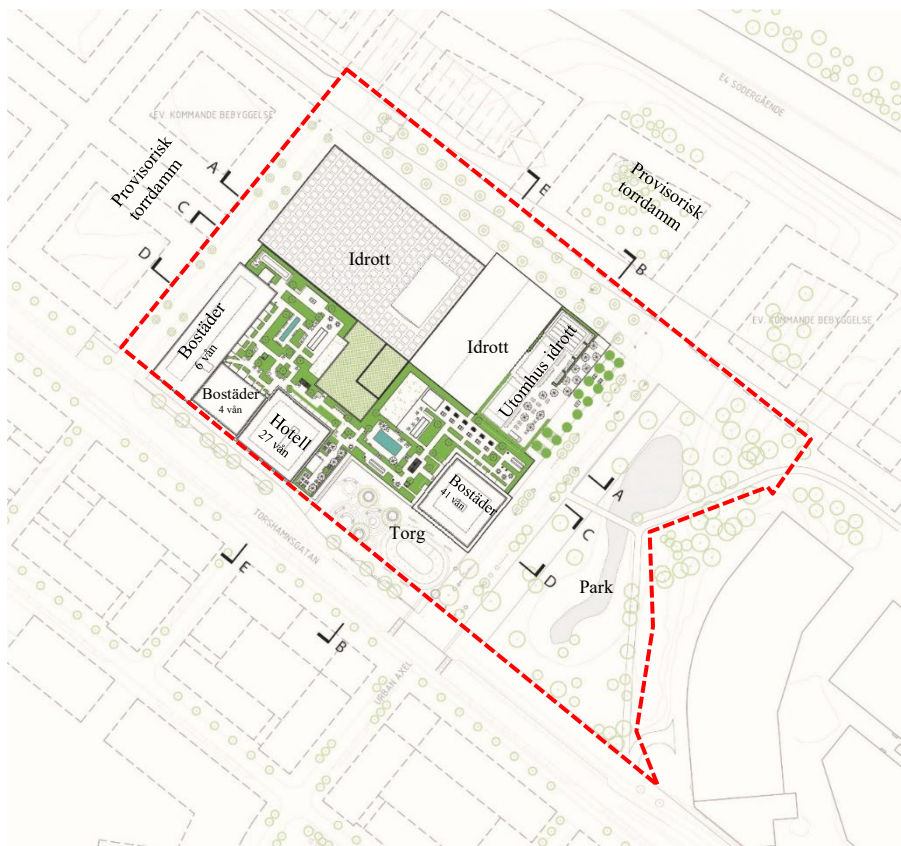 E4 SÖDERGÅENDE
EV. KOMMANDE BEBYGGELSE
A
Provisorisk
torrdamm
C
D
E
Provisorisk
torrdamm
B
Idrott
EV. KOMMANDE BEBYGGELSE
Bostäder
6 vån
Idrott
Utomhus idrott
Bostäder
4 vån
Hotell
27 vån
Bostäder
41 vån
A
C
D
Torg
TORSHAMNSGATAN
E
Park
B
URBAN AXEL